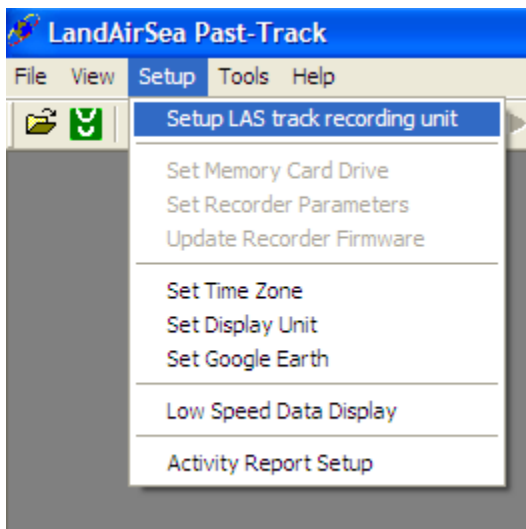 LandAirSea Past-Track
File View Setup Tools Help
Setup LAS track recording unit
Set Memory Card Drive
Set Recorder Parameters
Update Recorder Firmware
Set Time Zone
Set Display Unit
Set Google Earth
Low Speed Data Display
Activity Report Setup